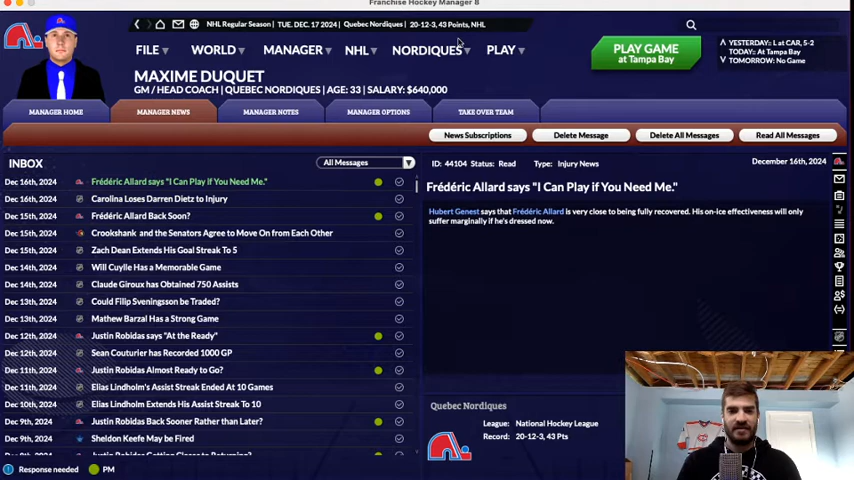 Franchise Hockey Manager 8
NHL Regular Season | TUE. DEC. 17 2024 | Quebec Nordiques | 20-12-3, 43 Points, NHL
FILE WORLD MANAGER NHL NORDIQUES PLAY
PLAY GAME
at Tampa Bay
YESTERDAY: L at CAR, 5-2
TODAY: At Tampa Bay
TOMORROW: No Game
MAXIME DUQUET
GM / HEAD COACH | QUEBEC NORDIQUES | AGE: 33 | SALARY: $640,000
MANAGER HOME MANAGER NEWS MANAGER NOTES MANAGER OPTIONS TAKE OVER TEAM
News Subscriptions Delete Message Delete All Messages Read All Messages
INBOX All Messages
Dec 16th, 2024 Frédéric Allard says "I Can Play if You Need Me."
Dec 16th, 2024 Carolina Loses Darren Dietz to Injury
Dec 15th, 2024 Frédéric Allard Back Soon?
Dec 15th, 2024 Crookshank and the Senators Agree to Move On from Each Other
Dec 15th, 2024 Zach Dean Extends His Goal Streak To 5
Dec 14th, 2024 Will Cuylle Has a Memorable Game
Dec 14th, 2024 Claude Giroux has Obtained 750 Assists
Dec 13th, 2024 Could Filip Sveningsson be Traded?
Dec 13th, 2024 Mathew Barzal Has a Strong Game
Dec 12th, 2024 Justin Robidas says "At the Ready"
Dec 12th, 2024 Sean Couturier has Recorded 1000 GP
Dec 11th, 2024 Justin Robidas Almost Ready to Go?
Dec 11th, 2024 Elias Lindholm's Assist Streak Ended At 10 Games
Dec 10th, 2024 Elias Lindholm Extends His Assist Streak To 10
Dec 9th, 2024 Justin Robidas Back Sooner Rather than Later?
Dec 9th, 2024 Sheldon Keefe May be Fired
Dec 8th, 2024 Justin Robidas Getting Closer to Returning?
Response needed PM
ID: 44104 Status: Read Type: Injury News December 16th, 2024
Frédéric Allard says "I Can Play if You Need Me."
Hubert Genest says that Frédéric Allard is very close to being fully recovered. His on-ice effectiveness will only
suffer marginally if he's dressed now.
Quebec Nordiques
League: National Hockey League
Record: 20-12-3, 43 Pts